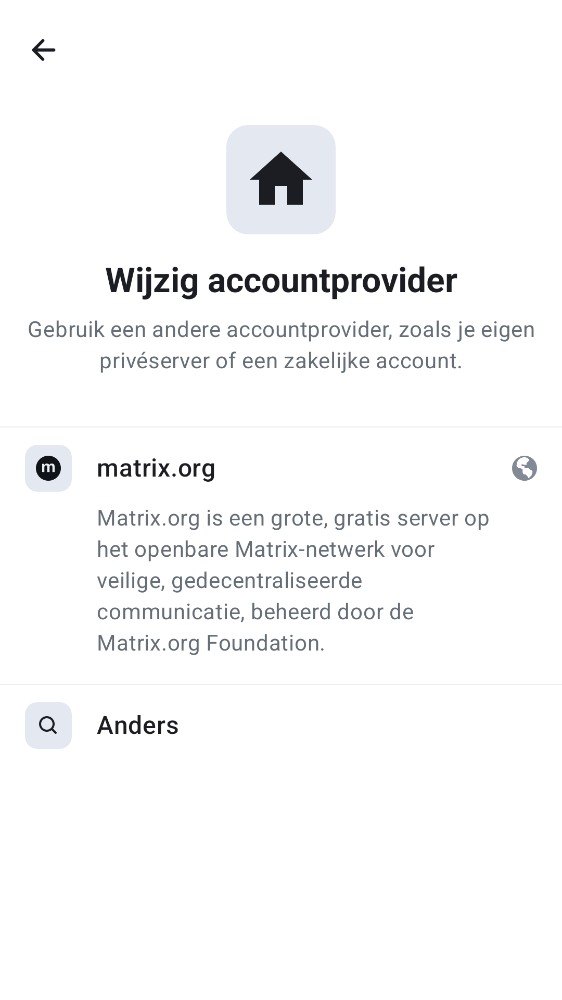 Wijzig accountprovider
Gebruik een andere accountprovider, zoals je eigen
privéserver of een zakelijke account.
m
matrix.org
Matrix.org is een grote, gratis server op
het openbare Matrix-netwerk voor
veilige, gedecentraliseerde
communicatie, beheerd door de
Matrix.org Foundation.
Anders